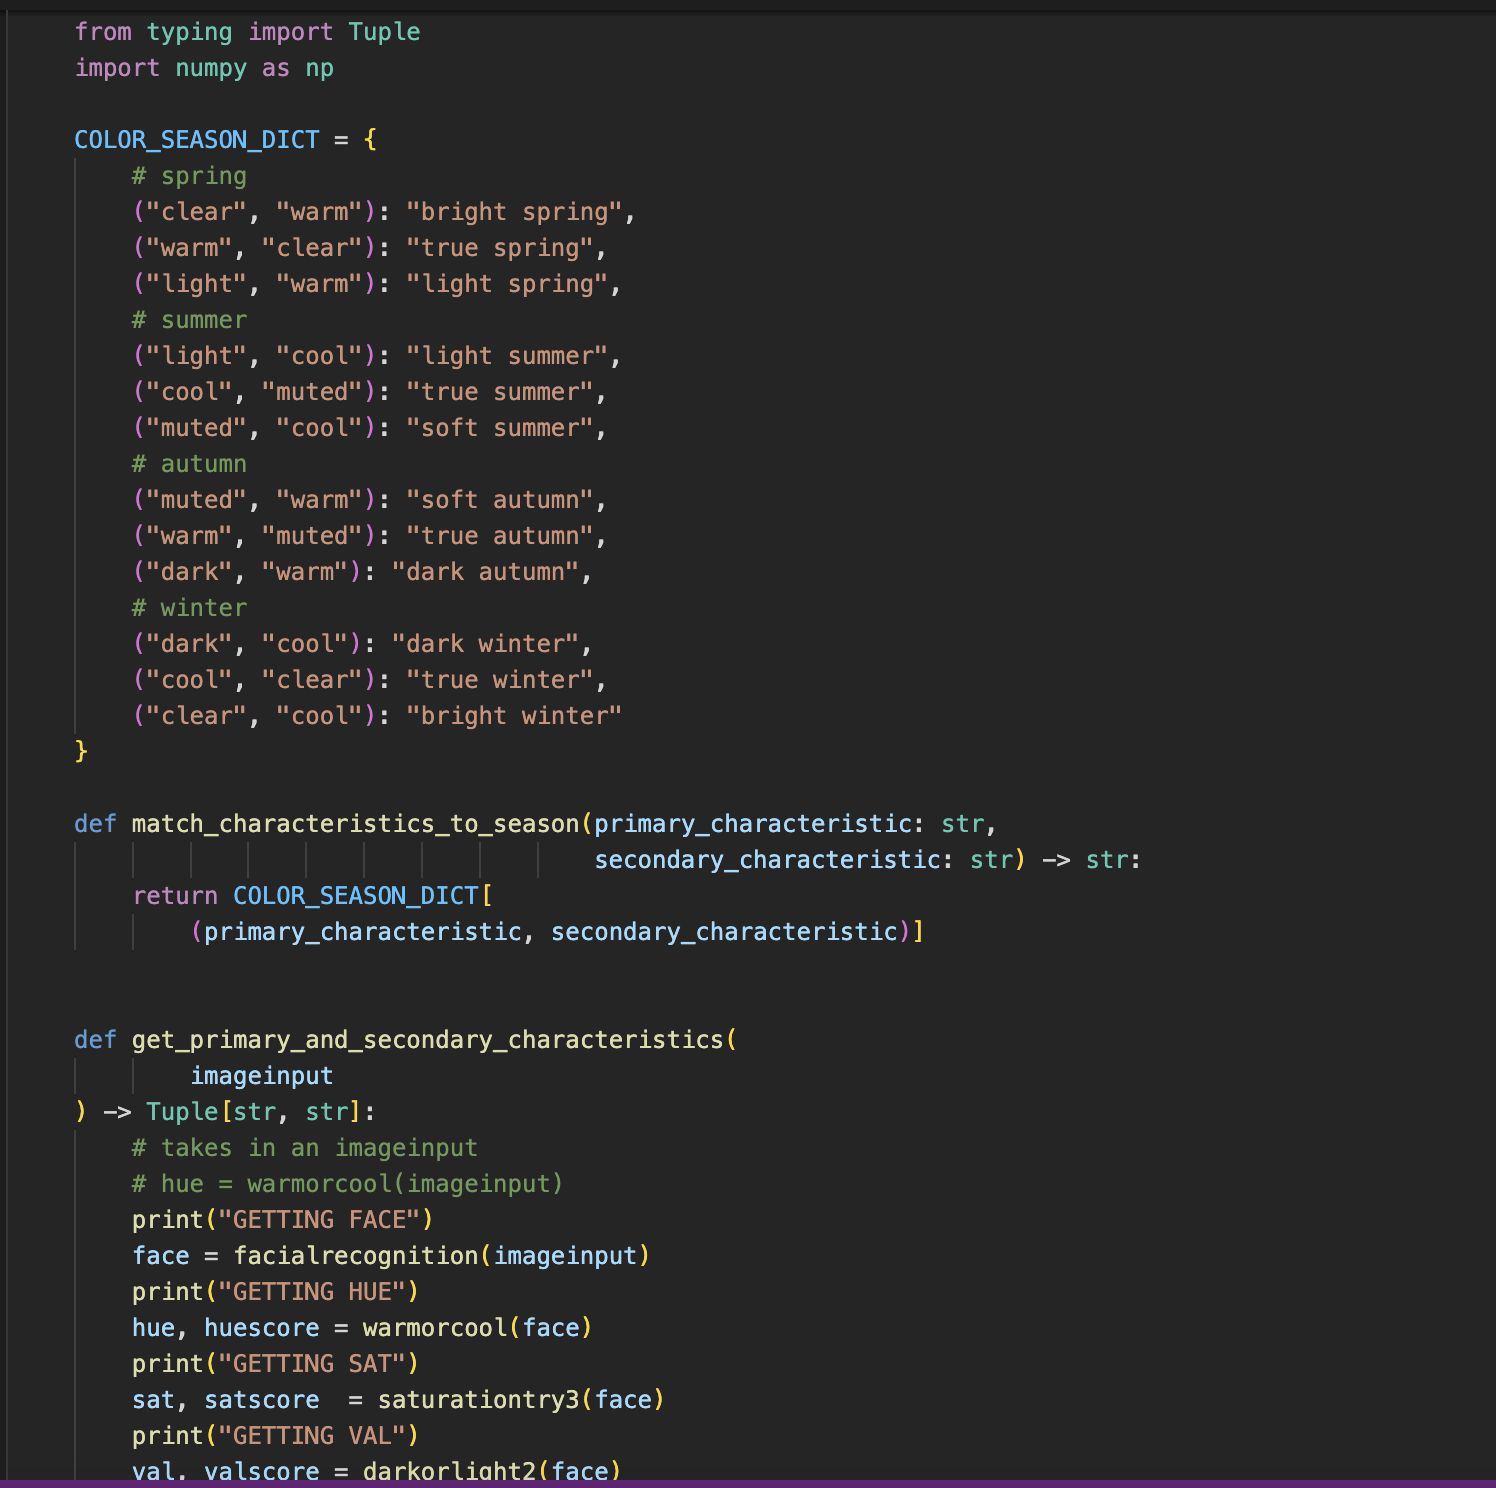 from typing import Tuple
import numpy as np
COLOR_SEASON_DICT = {
# spring
("clear", "warm"): "bright spring",
("warm", "clear"): "true spring",
("light", "warm"): "light spring",
# summer
("light", "cool"): "light summer",
("cool", "muted"): "true summer",
("muted", "cool"): "soft summer",
# autumn
("muted", "warm"): "soft autumn",
("warm", "muted"): "true autumn",
("dark", "warm"): "dark autumn",
# winter
("dark", "cool"): "dark winter",
("cool", "clear"): "true winter",
("clear", "cool"): "bright winter"
}
def match_characteristics_to_season(primary_characteristic: str,
secondary_characteristic: str) -> str:
return COLOR_SEASON_DICT[
(primary_characteristic, secondary_characteristic)]
def get_primary_and_secondary_characteristics(
imageinput
) -> Tuple[str, str]:
# takes in an imageinput
# hue = warmorcool(imageinput)
print("GETTING FACE")
face = facialrecognition(imageinput)
print("GETTING HUE")
hue, huescore = warmorcool(face)
print("GETTING SAT")
sat, satscore  = saturationtry3(face)
print("GETTING VAL")
val, valscore = darkorlight2(face)